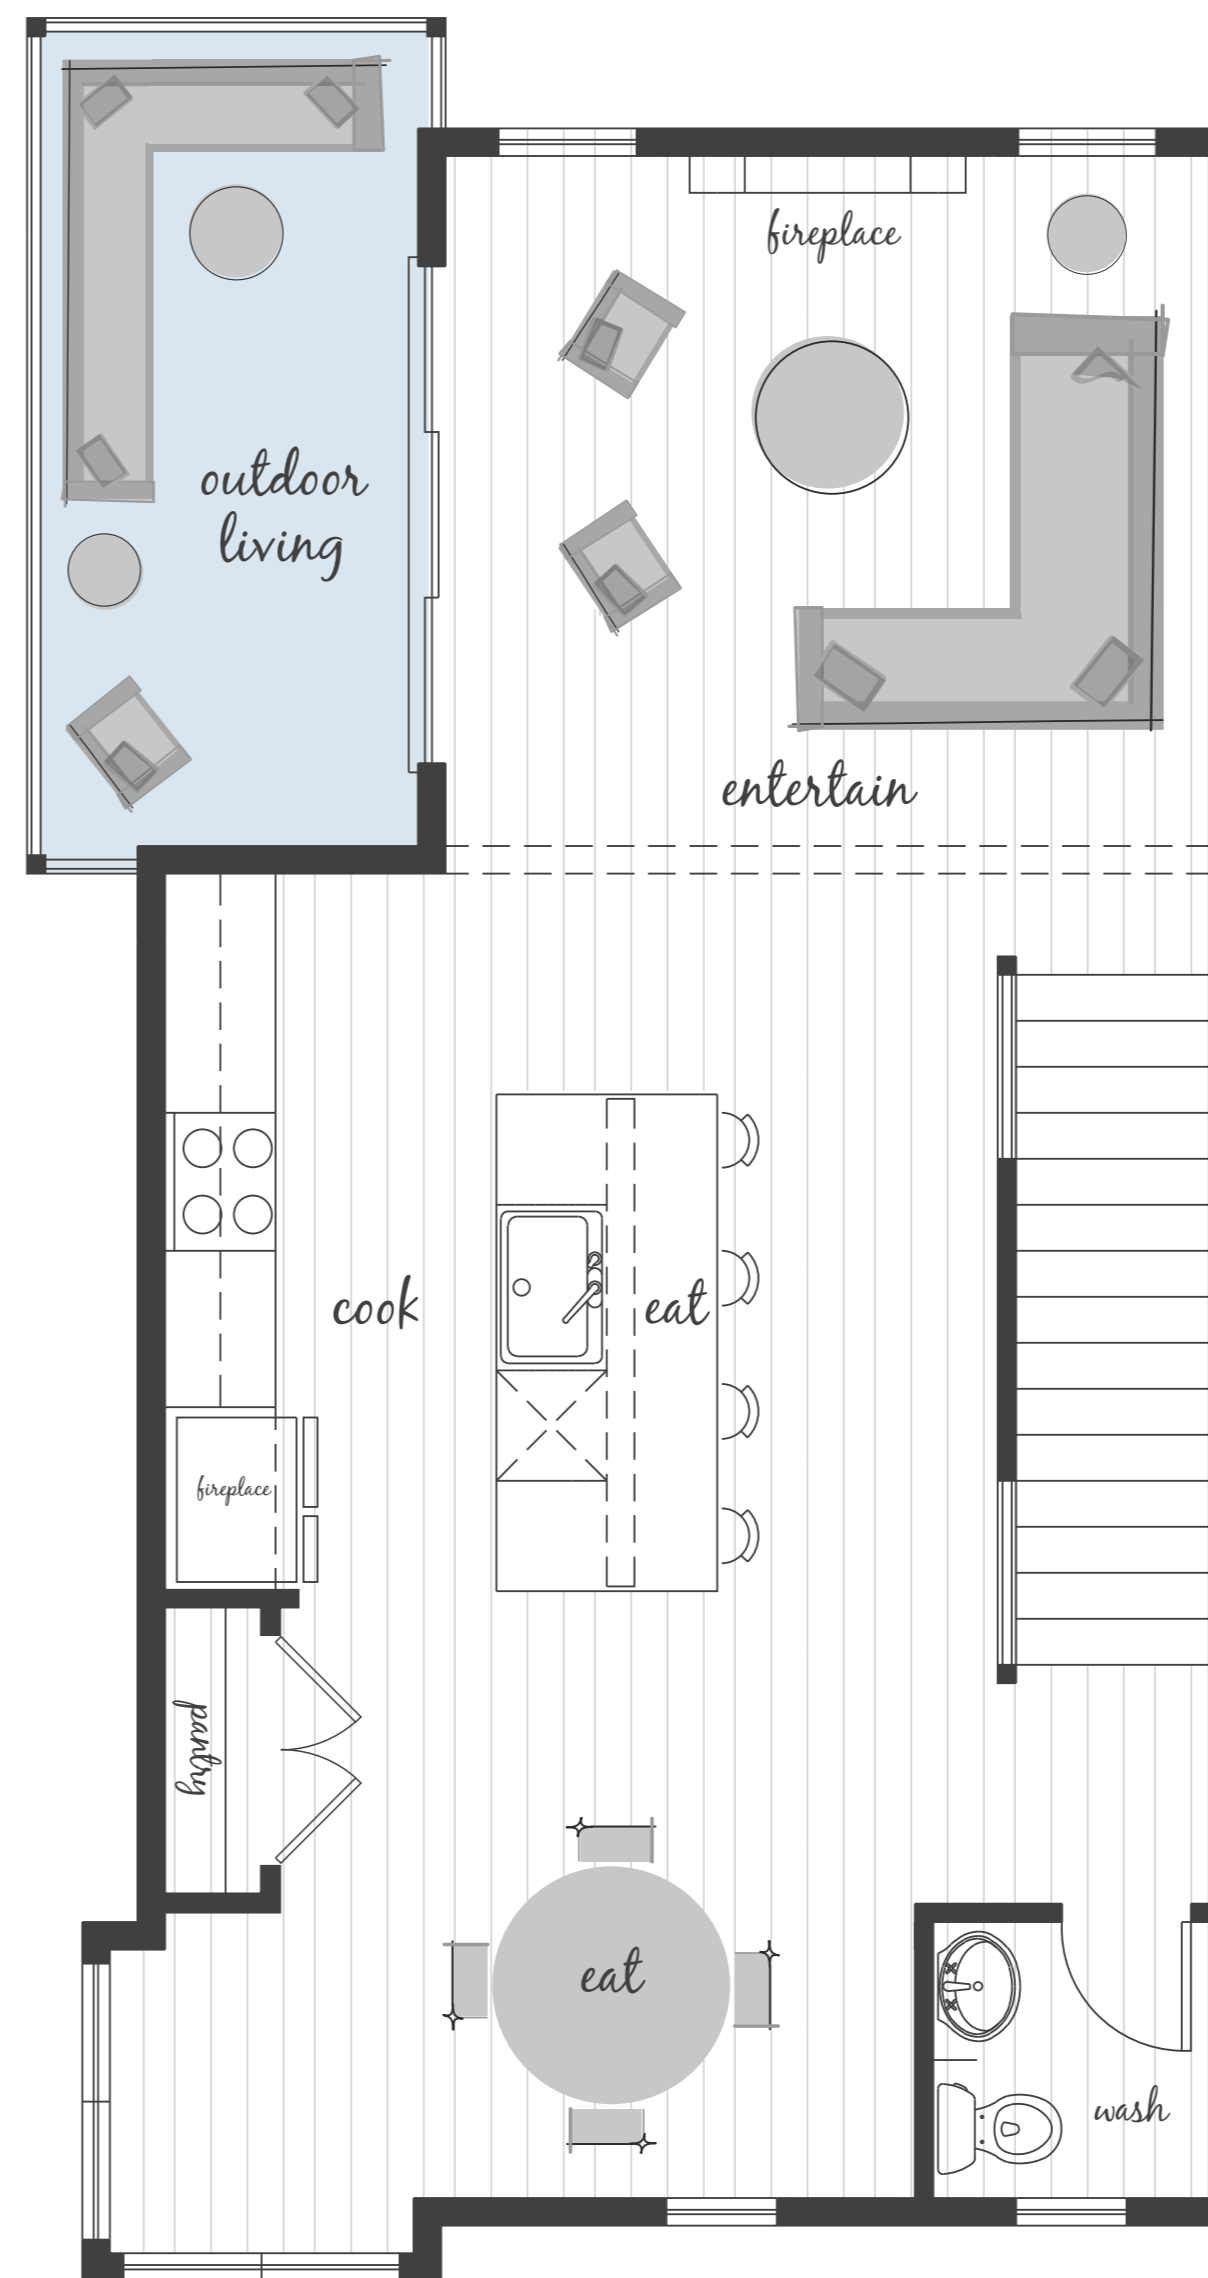 fireplace
outdoor
living
entertain
cook
eat
fireplace
pantry
eat
wash